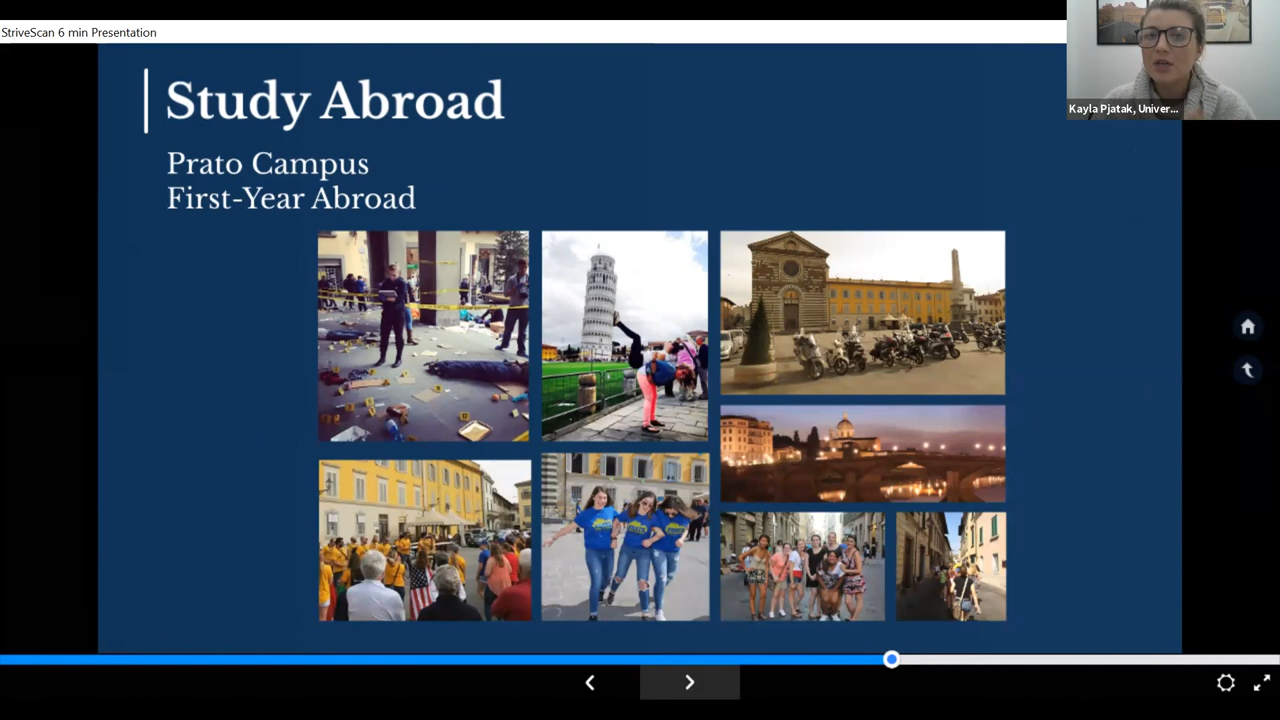 StriveScan 6 min Presentation
Kayla Pjatak, Univer...
Study Abroad
Prato Campus
First-Year Abroad